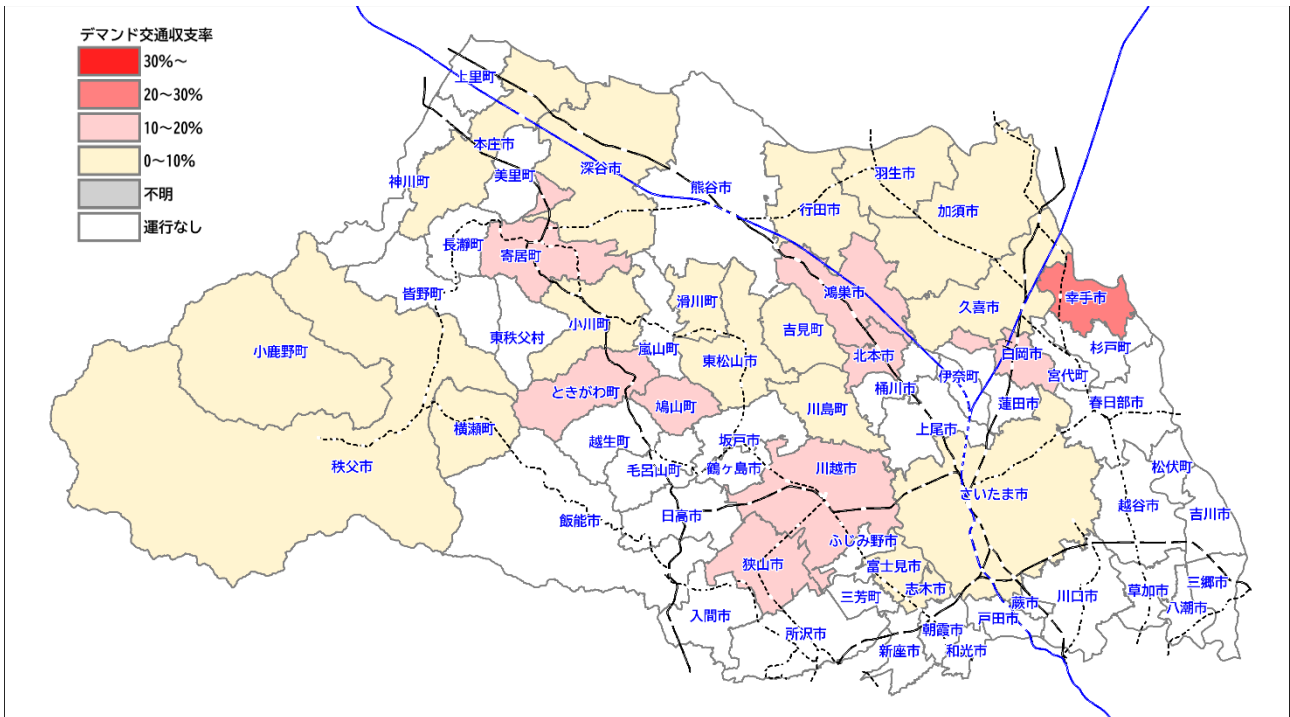 デマンド交通収支率
30%～
20～30%
10～20%
0～10%
不明
運行なし
上里町
本庄市
神川町
美里町
深谷市
熊谷市
羽生市
行田市
加須市
長瀞町
寄居町
皆野町
鴻巣市
幸手市
久喜市
滑川町
吉見町
小川町
東秩父村
嵐山町
小鹿野町
東松山市
北本市
白岡市
杉戸町
伊奈町
宮代町
桶川市
ときがわ町
鳩山町
川島町
蓮田市
春日部市
横瀬町
上尾市
越生町
坂戸市
秩父市
毛呂山町
鶴ヶ島市
川越市
松伏町
さいたま市
越谷市
吉川市
飯能市
日高市
ふじみ野市
狭山市
富士見市
志木市
三芳町
入間市
所沢市
朝霞市
新座市
和光市
戸田市
蕨市
川口市
草加市
三郷市
八潮市